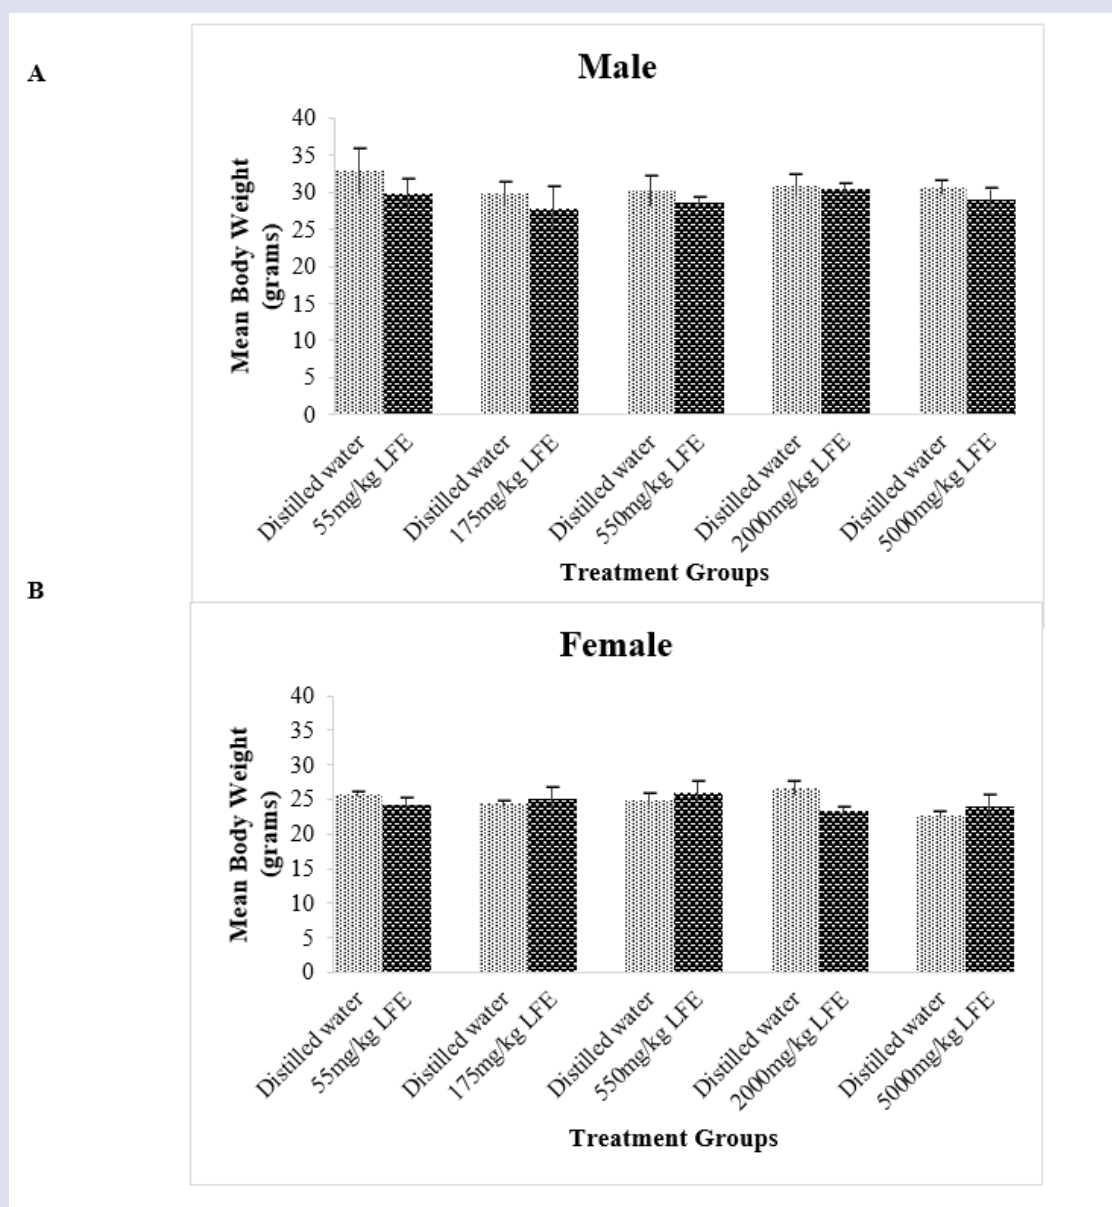 A
Male
Mean Body Weight
(grams)
40
35
30
25
20
15
10
5
0
Distilled water
55mg/kg LFE
Distilled water
175mg/kg LFE
Distilled water
550mg/kg LFE
Distilled water
2000mg/kg LFE
Distilled water
5000mg/kg LFE
Treatment Groups
B
Female
Mean Body Weight
(grams)
40
35
30
25
20
15
10
5
0
Distilled water
55mg/kg LFE
Distilled water
175mg/kg LFE
Distilled water
550mg/kg LFE
Distilled water
2000mg/kg LFE
Distilled water
5000mg/kg LFE
Treatment Groups